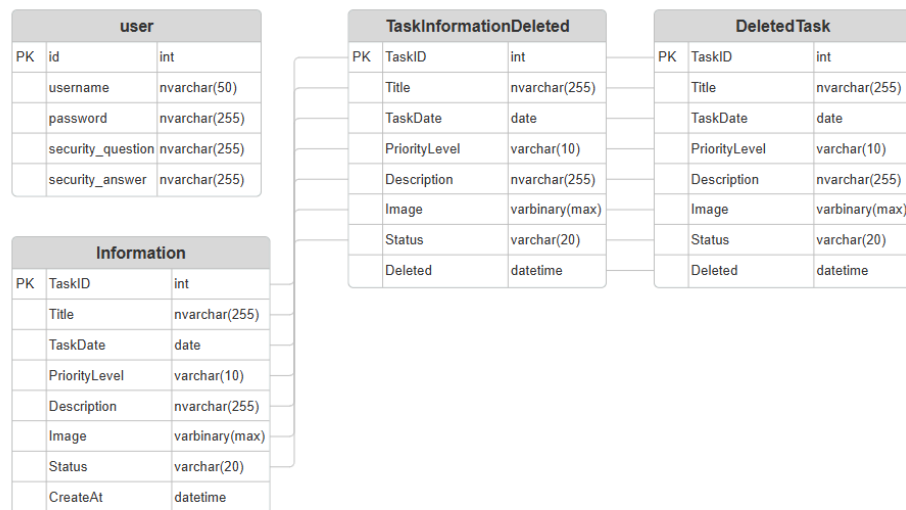 user
PK id int
username nvarchar(50)
password nvarchar(255)
security_question nvarchar(255)
security_answer nvarchar(255)
Information
PK TaskID int
Title nvarchar(255)
TaskDate date
PriorityLevel varchar(10)
Description nvarchar(255)
Image varbinary(max)
Status varchar(20)
CreateAt datetime
TaskInformationDeleted
PK TaskID int
Title nvarchar(255)
TaskDate date
PriorityLevel varchar(10)
Description nvarchar(255)
Image varbinary(max)
Status varchar(20)
Deleted datetime
DeletedTask
PK TaskID int
Title nvarchar(255)
TaskDate date
PriorityLevel varchar(10)
Description nvarchar(255)
Image varbinary(max)
Status varchar(20)
Deleted datetime